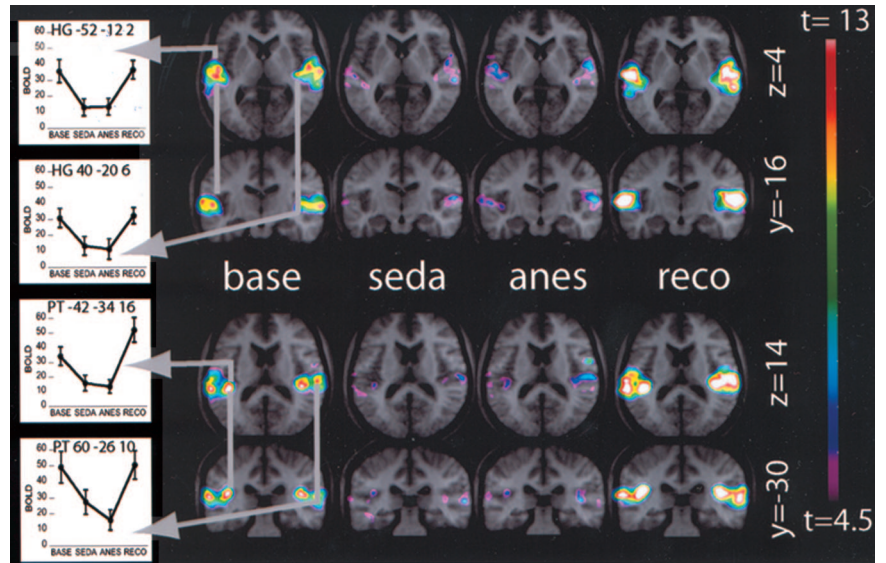 HG -52 -12 2
60
50
40
30
20
10
0
BOLD
BASE SEDA ANES RECO
HG 40 -20 6
60
50
40
30
20
10
0
BOLD
BASE SEDA ANES RECO
PT -42 -34 16
60
50
40
30
20
10
0
BOLD
BASE SEDA ANES RECO
PT 60 -26 10
60
50
40
30
20
10
0
BOLD
BASE SEDA ANES RECO
base seda anes reco
t= 13
z=4
y=-16
z=14
y=-30
t=4.5